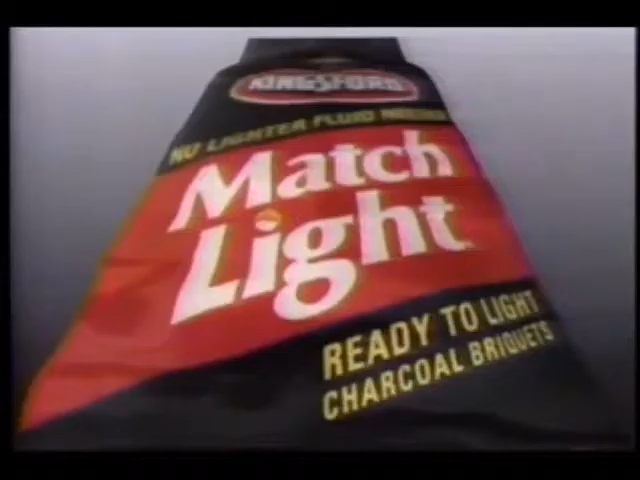 KINGSFORD
NO LIGHTER FLUID NEEDED
Match
Light
READY TO LIGHT
CHARCOAL BRIQUETS